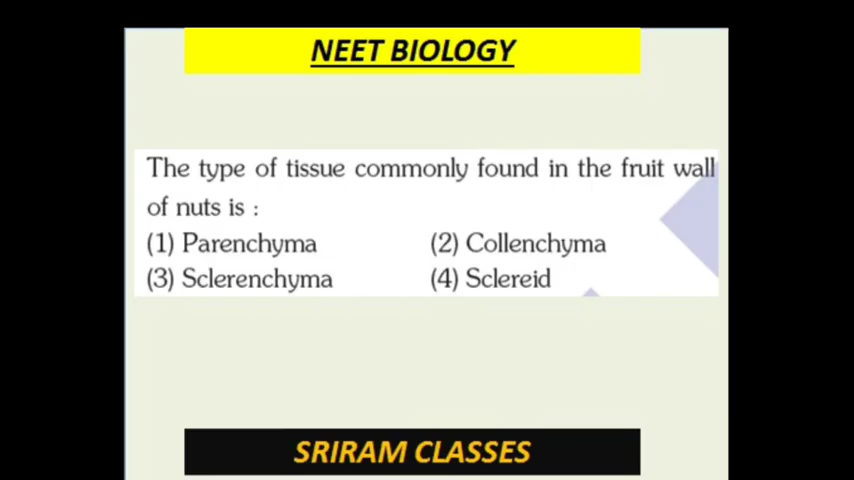 NEET BIOLOGY
The type of tissue commonly found in the fruit wall
of nuts is :
(1) Parenchyma (2) Collenchyma
(3) Sclerenchyma (4) Sclereid
SRIRAM CLASSES